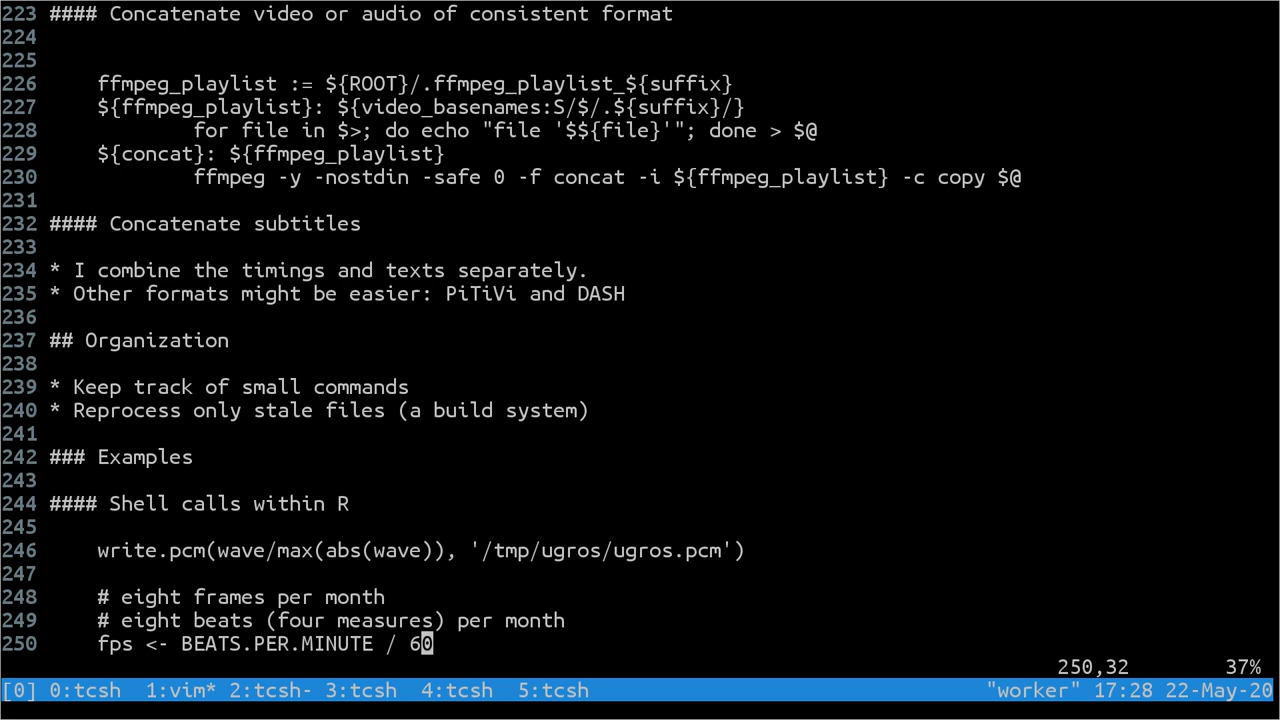 223 #### Concatenate video or audio of consistent format
224
225
226     ffmpeg_playlist := ${ROOT}/.ffmpeg_playlist_${suffix}
227     ${ffmpeg_playlist}: ${video_basenames:S/$/.${suffix}/}
228             for file in $>; do echo "file '$${file}'"; done > $@
229     ${concat}: ${ffmpeg_playlist}
230             ffmpeg -y -nostdin -safe 0 -f concat -i ${ffmpeg_playlist} -c copy $@
231
232 #### Concatenate subtitles
233
234 * I combine the timings and texts separately.
235 * Other formats might be easier: PiTiVi and DASH
236
237 ## Organization
238
239 * Keep track of small commands
240 * Reprocess only stale files (a build system)
241
242 ### Examples
243
244 #### Shell calls within R
245
246     write.pcm(wave/max(abs(wave)), '/tmp/ugros/ugros.pcm')
247
248     # eight frames per month
249     # eight beats (four measures) per month
250     fps <- BEATS.PER.MINUTE / 60
250,32 37%
[0] 0:tcsh  1:vim* 2:tcsh- 3:tcsh  4:tcsh  5:tcsh "worker" 17:28 22-May-20